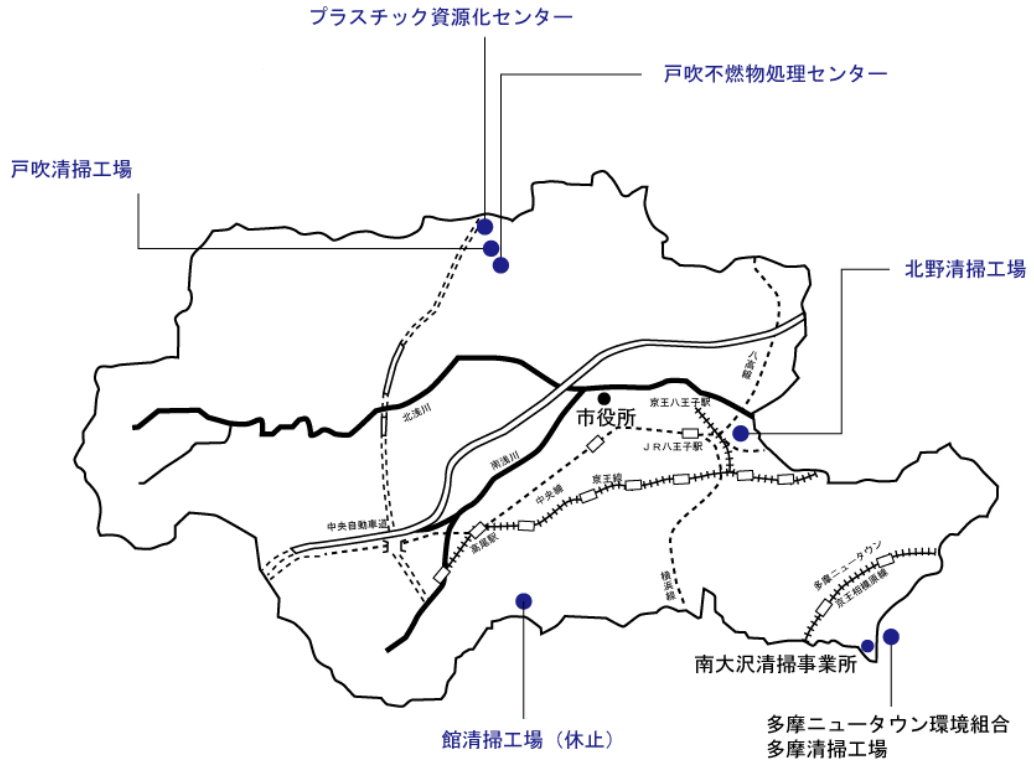 プラスチック資源化センター
戸吹不燃物処理センター
戸吹清掃工場
北野清掃工場
八高線
北浅川
京王八王子駅
市役所
JR八王子駅
南浅川
中央線
京王線
中央自動車道
高尾駅
横浜線
多摩ニュータウン
京王相模原線
南大沢清掃事業所
館清掃工場（休止）
多摩ニュータウン環境組合
多摩清掃工場